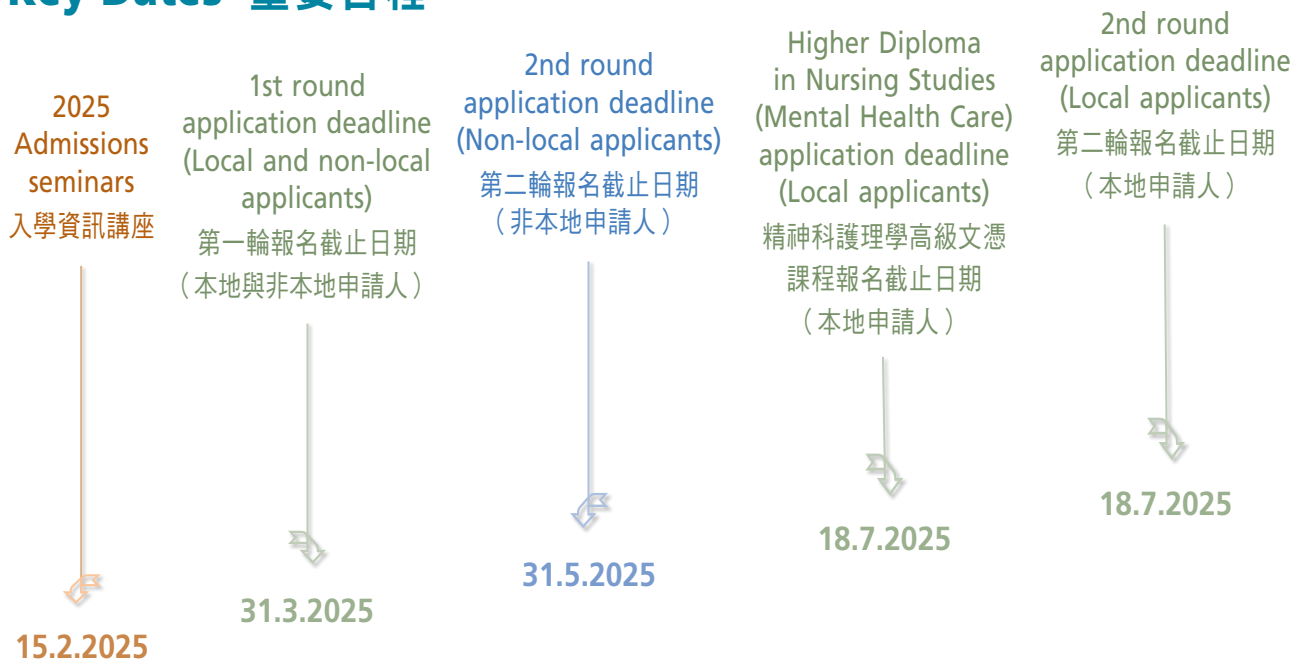 Key Dates 重要日程
2025
Admissions
seminars
入學資訊講座
15.2.2025
1st round
application deadline
(Local and non-local
applicants)
第一輪報名截止日期
（本地與非本地申請人）
31.3.2025
2nd round
application deadline
(Non-local applicants)
第二輪報名截止日期
（非本地申請人）
31.5.2025
Higher Diploma
in Nursing Studies
(Mental Health Care)
application deadline
(Local applicants)
精神科護理學高級文憑
課程報名截止日期
（本地申請人）
18.7.2025
2nd round
application deadline
(Local applicants)
第二輪報名截止日期
（本地申請人）
18.7.2025